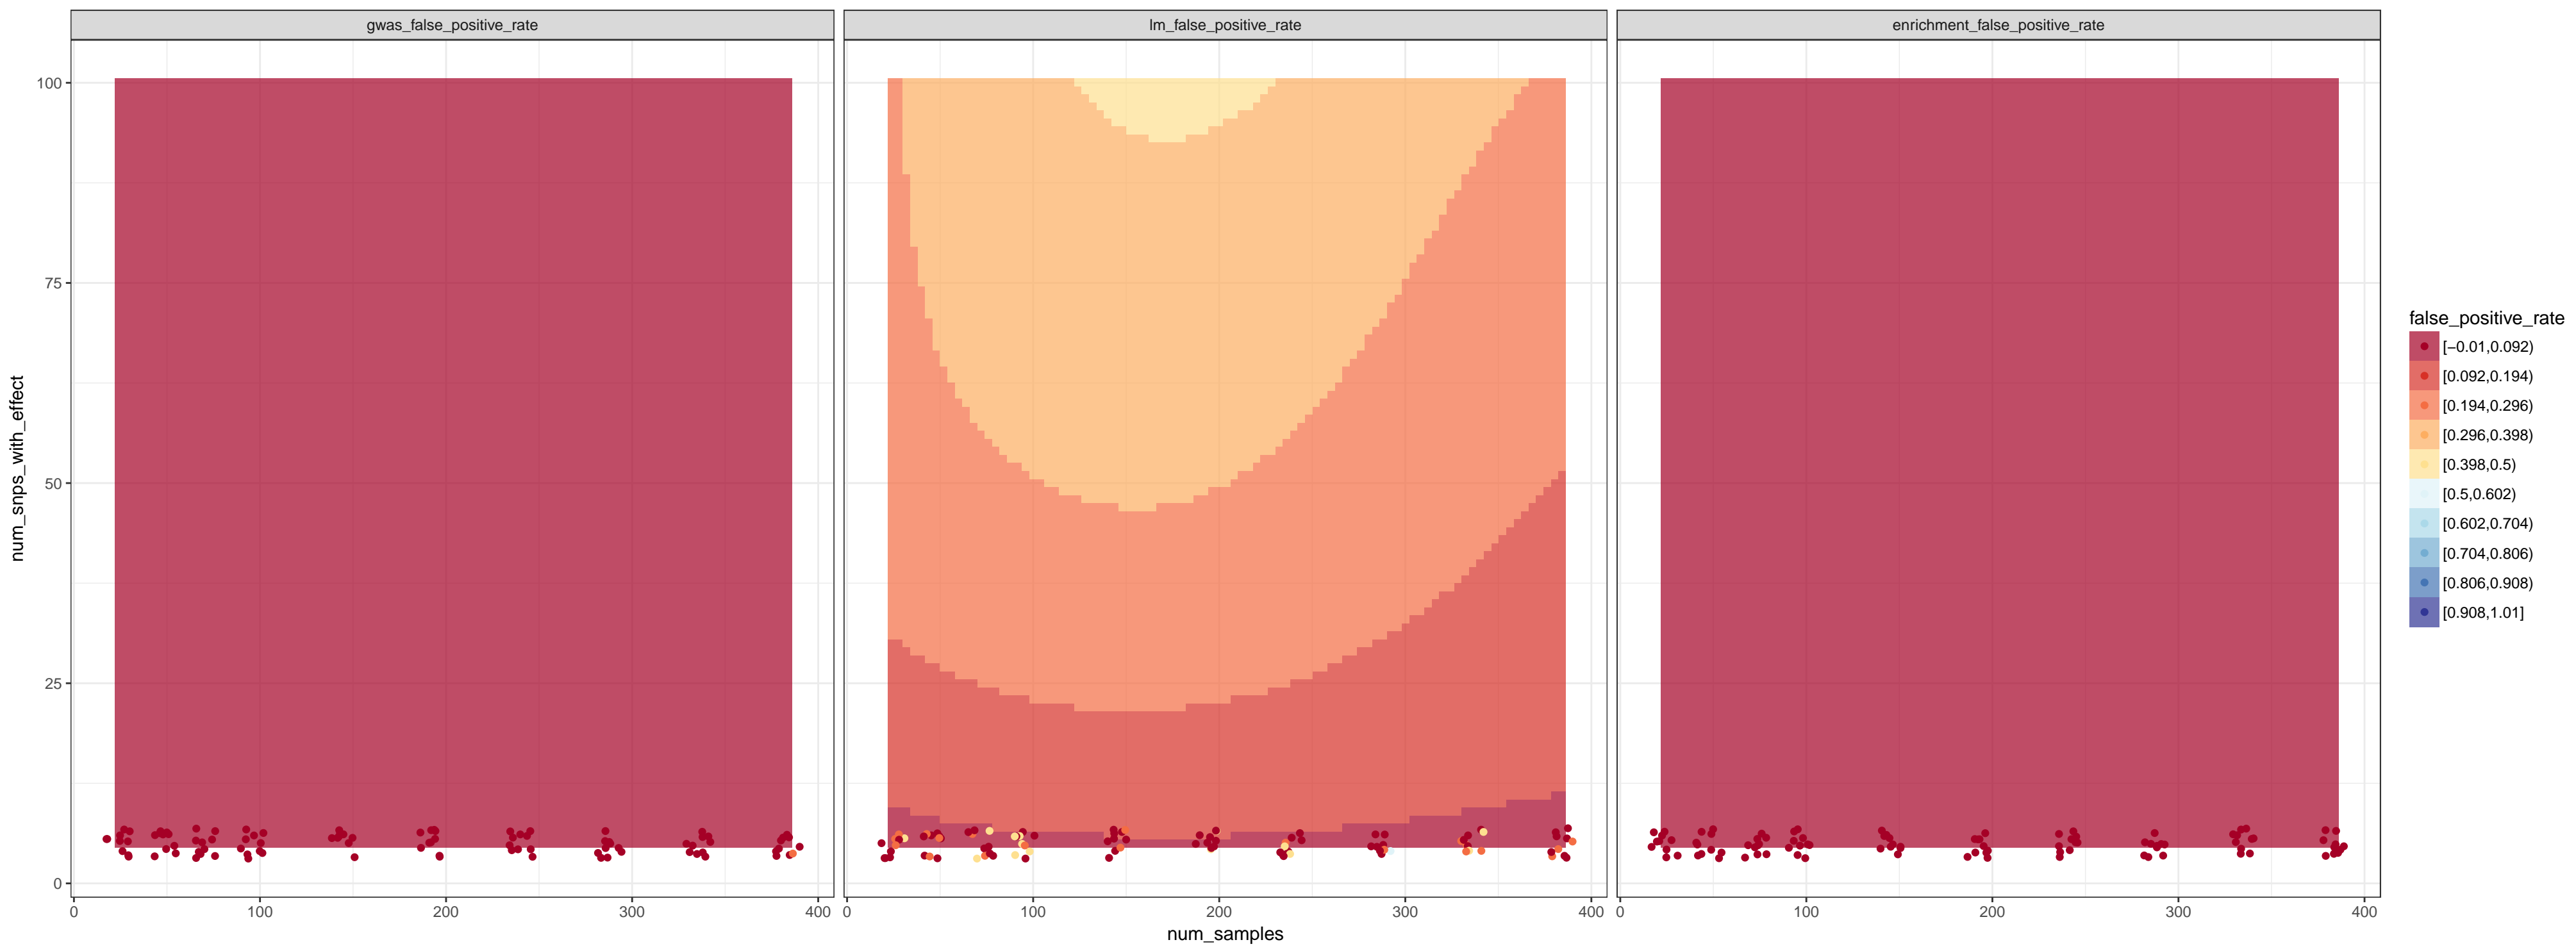 gwas_false_positive_rate
lm_false_positive_rate
enrichment_false_positive_rate
100
75
50
25
0
num_snps_with_effect
0 100 200 300 400
0 100 200 300 400
0 100 200 300 400
num_samples
false_positive_rate
[−0.01,0.092)
[0.092,0.194)
[0.194,0.296)
[0.296,0.398)
[0.398,0.5)
[0.5,0.602)
[0.602,0.704)
[0.704,0.806)
[0.806,0.908)
[0.908,1.01]